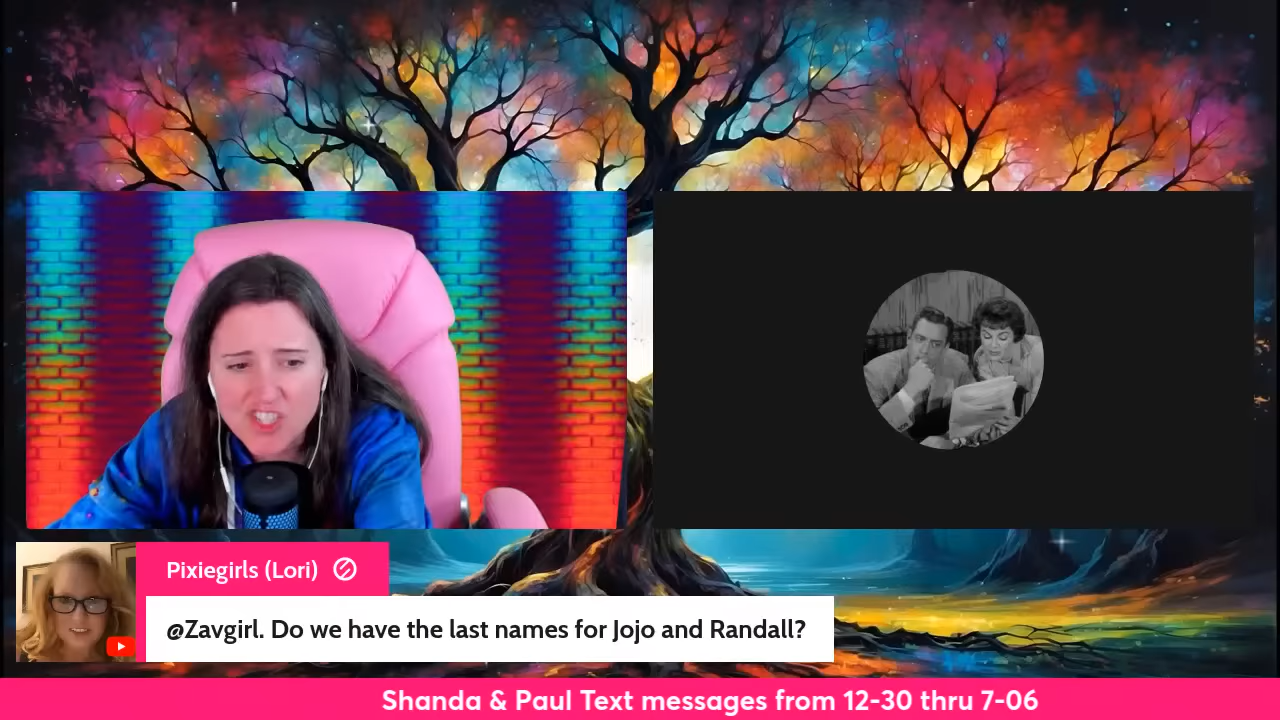 Pixiegirls (Lori)
@Zavgirl. Do we have the last names for Jojo and Randall?
Shanda & Paul Text messages from 12-30 thru 7-06